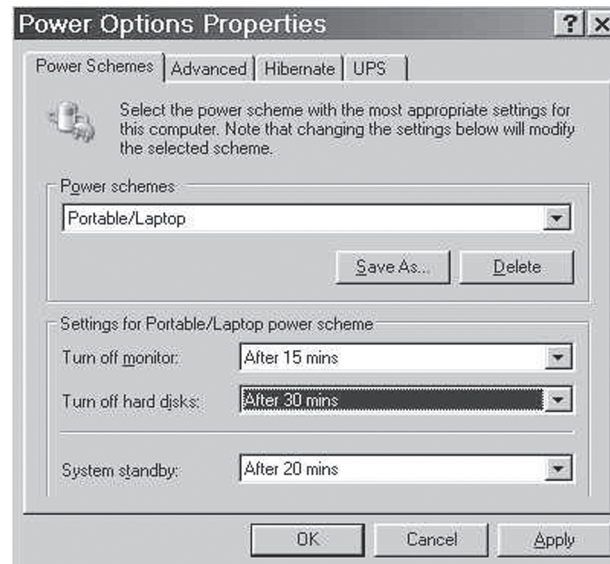 Power Options Properties
Power Schemes Advanced Hibernate UPS
Select the power scheme with the most appropriate settings for
this computer. Note that changing the settings below will modify
the selected scheme.
Power schemes
Portable/Laptop
Save As... Delete
Settings for Portable/Laptop power scheme
Turn off monitor: After 15 mins
Turn off hard disks: After 30 mins
System standby: After 20 mins
OK Cancel Apply